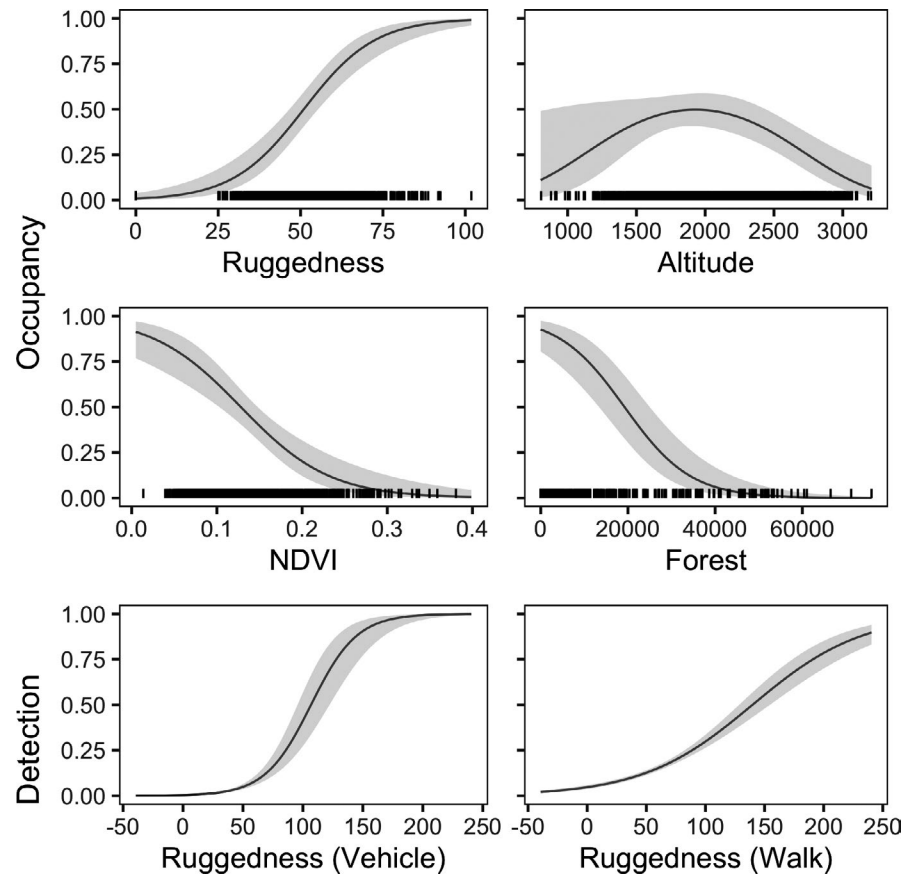 Occupancy
1.00
0.75
0.50
0.25
0.00
0 25 50 75 100
Ruggedness
1000 1500 2000 2500 3000
Altitude
1.00
0.75
0.50
0.25
0.00
0.0 0.1 0.2 0.3 0.4
NDVI
0 20000 40000 60000
Forest
Detection
1.00
0.75
0.50
0.25
0.00
-50 0 50 100 150 200 250
Ruggedness (Vehicle)
-50 0 50 100 150 200 250
Ruggedness (Walk)